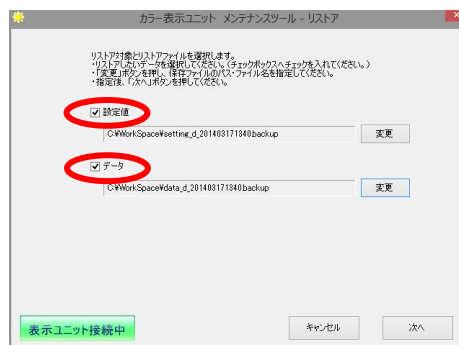 カラー表示ユニット メンテナンスツール - リストア
リストア対象とリストアファイルを選択します。
・リストアしたいデータを選択してください。(チェックボックスへチェックを入れてください。)
・「変更」ボタンを押し、保存ファイルのパス・ファイル名を指定してください。
・指定後、「次へ」ボタンを押してください。
設定値
C:¥WorkSpace¥setting_d_201403171340.backup 変更
データ
C:¥WorkSpace¥data_d_201403171340.backup 変更
表示ユニット接続中 キャンセル 次へ